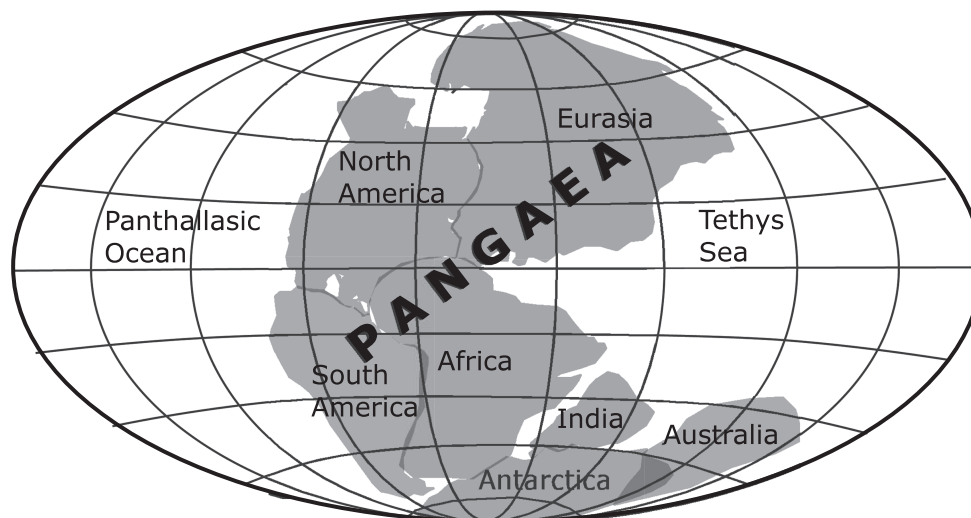 Eurasia
North
America
PANGAEA
Panthallasic
Ocean
Tethys
Sea
South
America
Africa
India
Australia
Antarctica